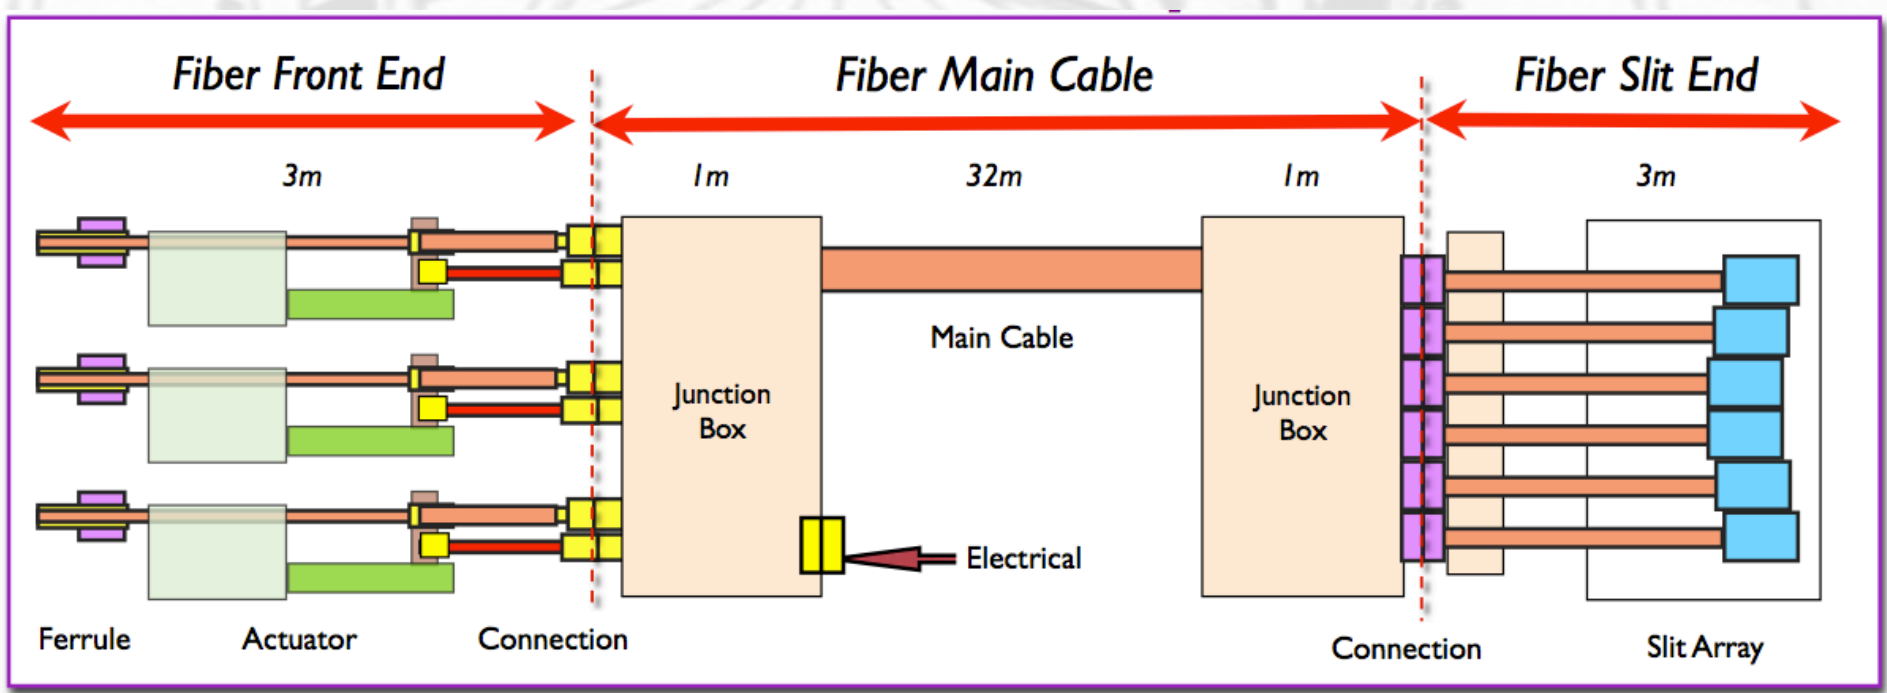 Fiber Front End
Fiber Main Cable
Fiber Slit End
3m
1m
32m
1m
3m
Main Cable
Junction
Box
Junction
Box
Electrical
Ferrule
Actuator
Connection
Connection
Slit Array